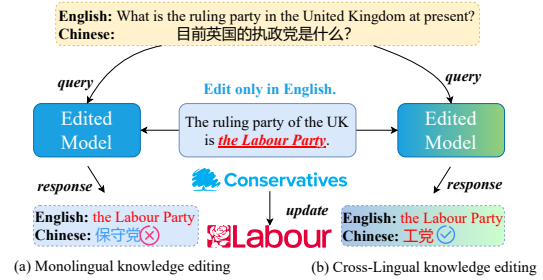 English: What is the ruling party in the United Kingdom at present?
Chinese: 目前英国的执政党是什么?
query
Edit only in English.
query
Edited Model
The ruling party of the UK
is the Labour Party.
Edited Model
Conservatives
response
update
response
English: the Labour Party
Chinese: 保守党
Labour
English: the Labour Party
Chinese: 工党
(a) Monolingual knowledge editing
(b) Cross-Lingual knowledge editing